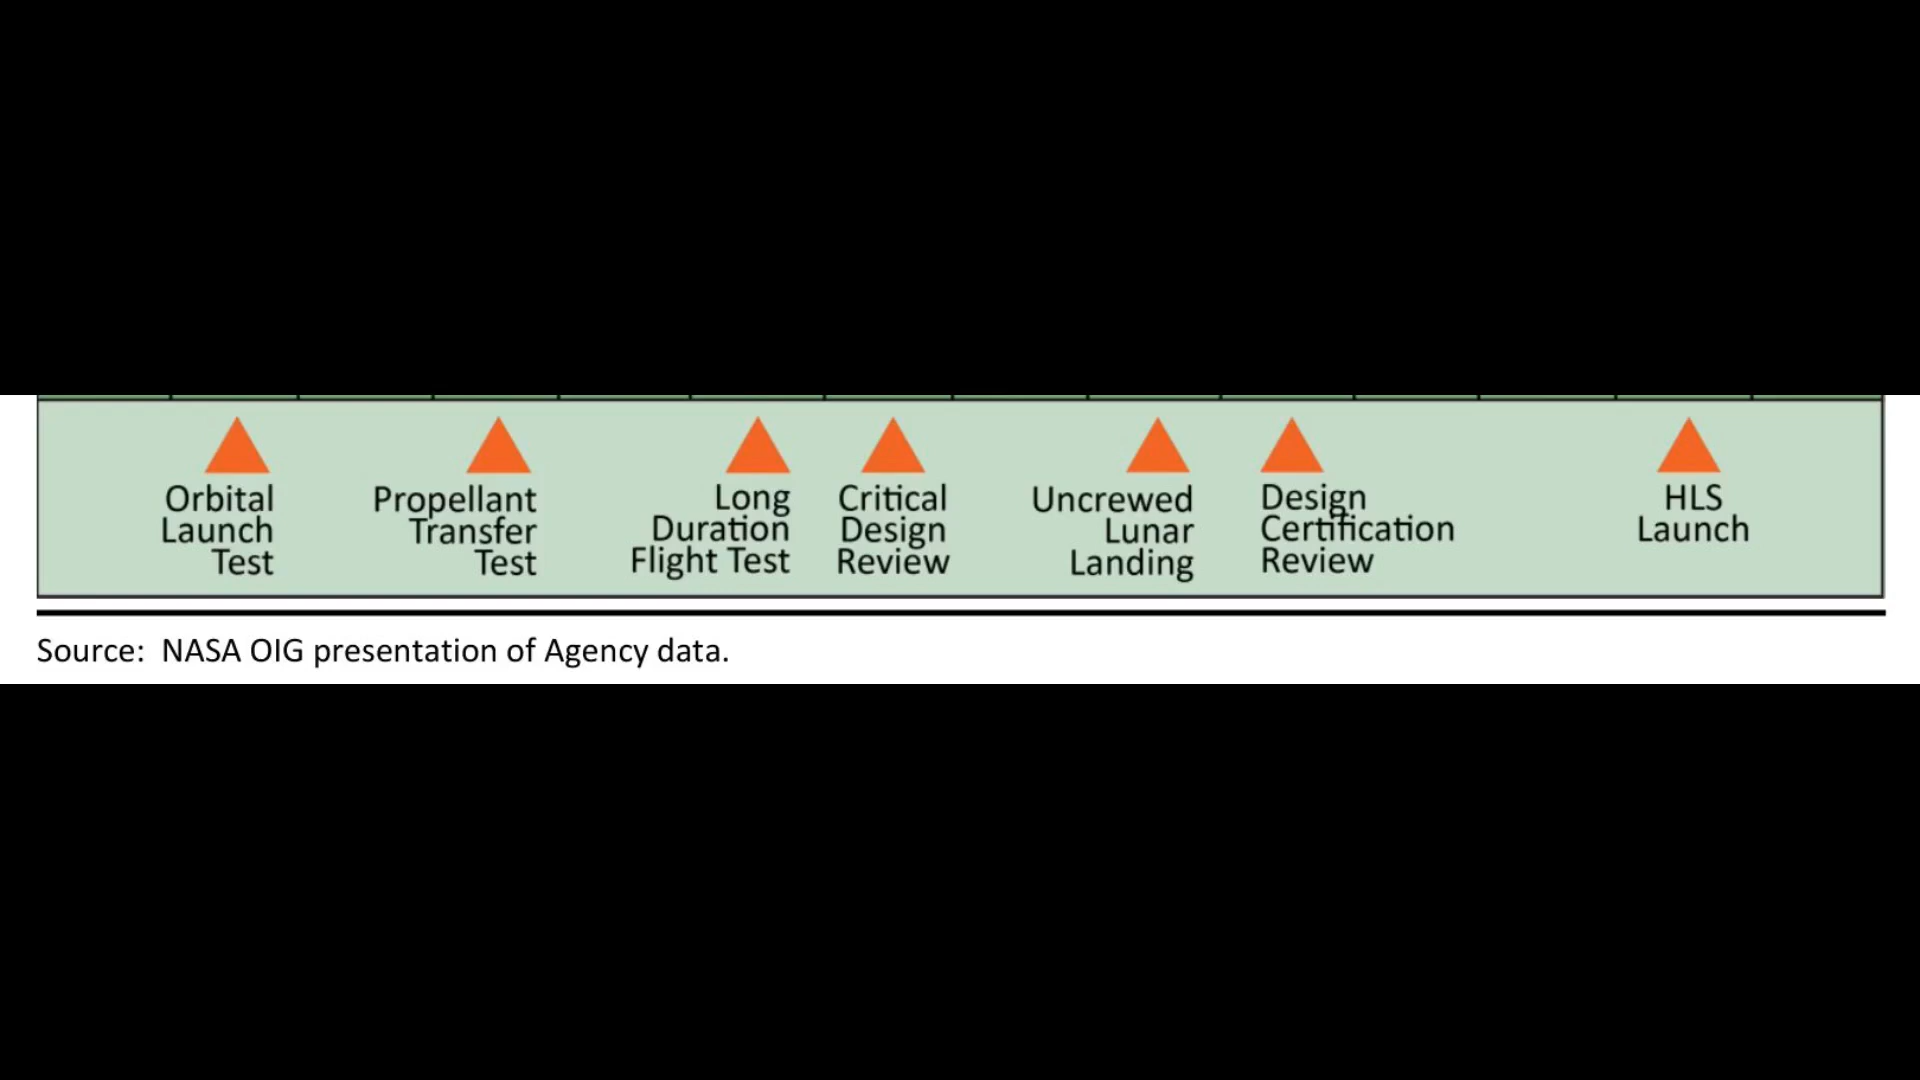 Orbital
Launch
Test
Propellant
Transfer
Test
Long
Duration
Flight Test
Critical
Design
Review
Uncrewed
Lunar
Landing
Design
Certification
Review
HLS
Launch
Source:  NASA OIG presentation of Agency data.